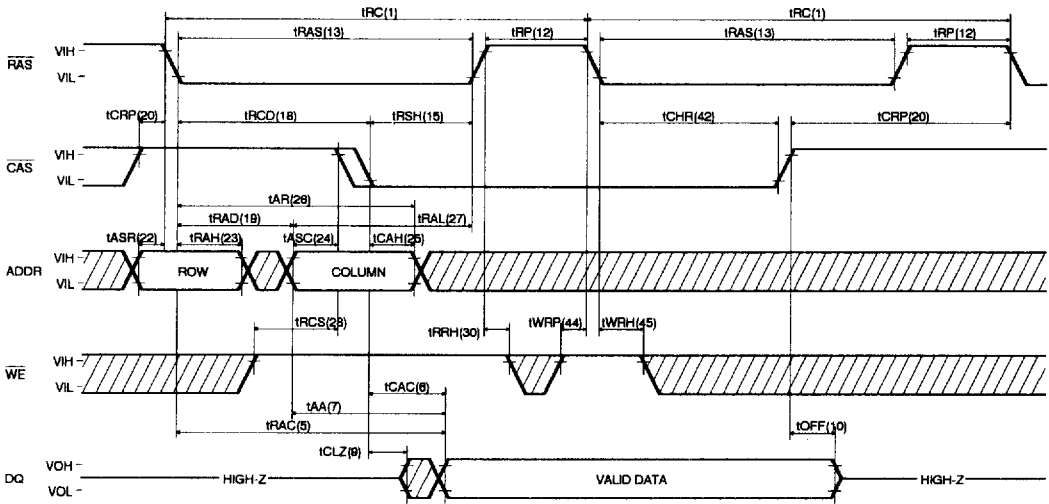 tRC(1) tRC(1)
tRAS(13) tRP(12) tRAS(13) tRP(12)
RAS VIH VIL
tCRP(20) tRCD(18) tRSH(15) tCHR(42) tCRP(20)
CAS VIH VIL
tAR(26)
tRAD(19) tRAL(27)
tASR(22) tRAH(23) tASC(24) tCAH(25)
ADDR VIH VIL ROW COLUMN
tRCS(28) tRRH(30) tWRP(44) tWRH(45)
WE VIH VIL
tCAC(6)
tAA(7)
tRAC(5) tOFF(10)
tCLZ(9)
DQ VOH VOL HIGH-Z VALID DATA HIGH-Z